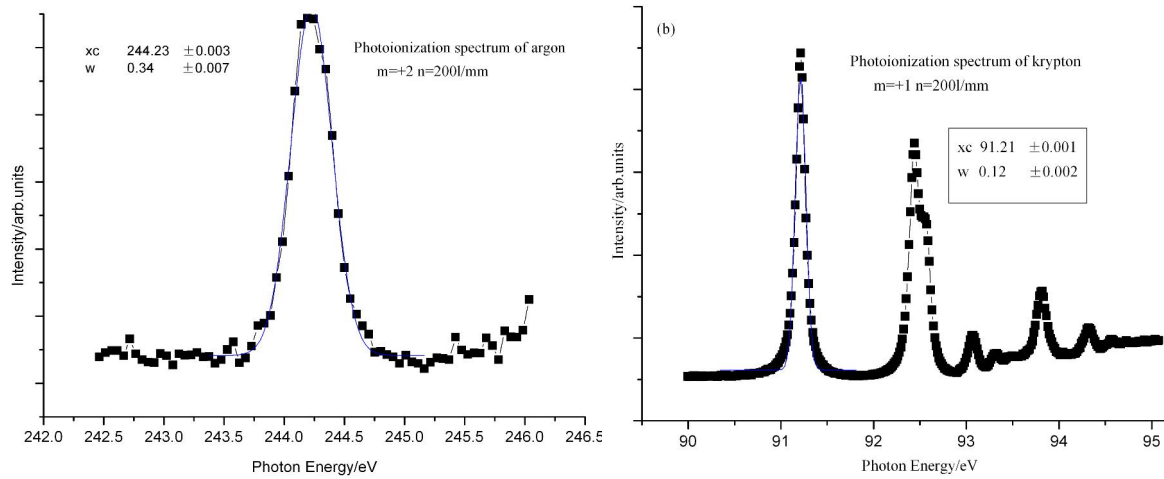 xc 244.23 ±0.003
w 0.34 ±0.007
Photoionization spectrum of argon
m=+2 n=200l/mm
Intensity/arb.units
242.0 242.5 243.0 243.5 244.0 244.5 245.0 245.5 246.0 246.5
Photon Energy/eV
(b)
Photoionization spectrum of krypton
m=+1 n=200l/mm
xc 91.21 ±0.001
w 0.12 ±0.002
Intensity/arb.units
90 91 92 93 94 95
Photon Energy/eV